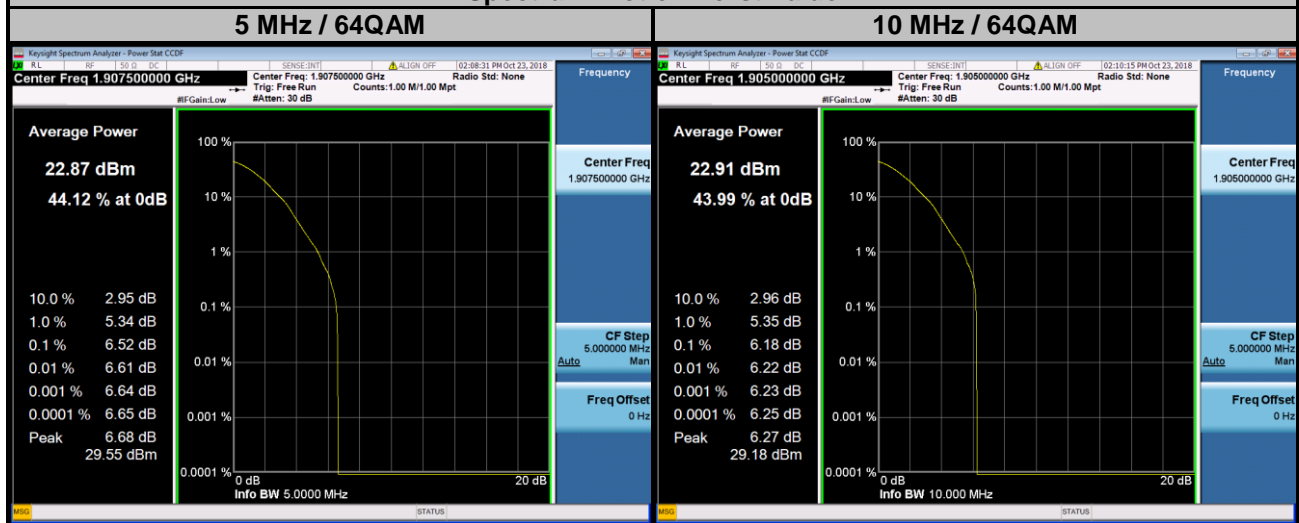 5 MHz / 64QAM
Keysight Spectrum Analyzer - Power Stat CCDF
RL RF 50 Ω DC SENSE:INT ALIGN OFF 02:08:31 PM Oct 23, 2018
Center Freq 1.907500000 GHz
Center Freq: 1.907500000 GHz Radio Std: None
Trig: Free Run Counts:1.00 M/1.00 Mpt
#IFGain:Low #Atten: 30 dB
Frequency
Average Power
22.87 dBm
44.12 % at 0dB
10.0 % 2.95 dB
1.0 % 5.34 dB
0.1 % 6.52 dB
0.01 % 6.61 dB
0.001 % 6.64 dB
0.0001 % 6.65 dB
Peak 6.68 dB
29.55 dBm
100 %
10 %
1 %
0.1 %
0.01 %
0.001 %
0.0001 %
0 dB 20 dB
Info BW 5.0000 MHz
Center Freq
1.907500000 GHz
CF Step
5.000000 MHz
Auto Man
Freq Offset
0 Hz
MSG STATUS
10 MHz / 64QAM
Keysight Spectrum Analyzer - Power Stat CCDF
RL RF 50 Ω DC SENSE:INT ALIGN OFF 02:10:15 PM Oct 23, 2018
Center Freq 1.905000000 GHz
Center Freq: 1.905000000 GHz Radio Std: None
Trig: Free Run Counts:1.00 M/1.00 Mpt
#IFGain:Low #Atten: 30 dB
Frequency
Average Power
22.91 dBm
43.99 % at 0dB
10.0 % 2.96 dB
1.0 % 5.35 dB
0.1 % 6.18 dB
0.01 % 6.22 dB
0.001 % 6.23 dB
0.0001 % 6.25 dB
Peak 6.27 dB
29.18 dBm
100 %
10 %
1 %
0.1 %
0.01 %
0.001 %
0.0001 %
0 dB 20 dB
Info BW 10.000 MHz
Center Freq
1.905000000 GHz
CF Step
5.000000 MHz
Auto Man
Freq Offset
0 Hz
MSG STATUS